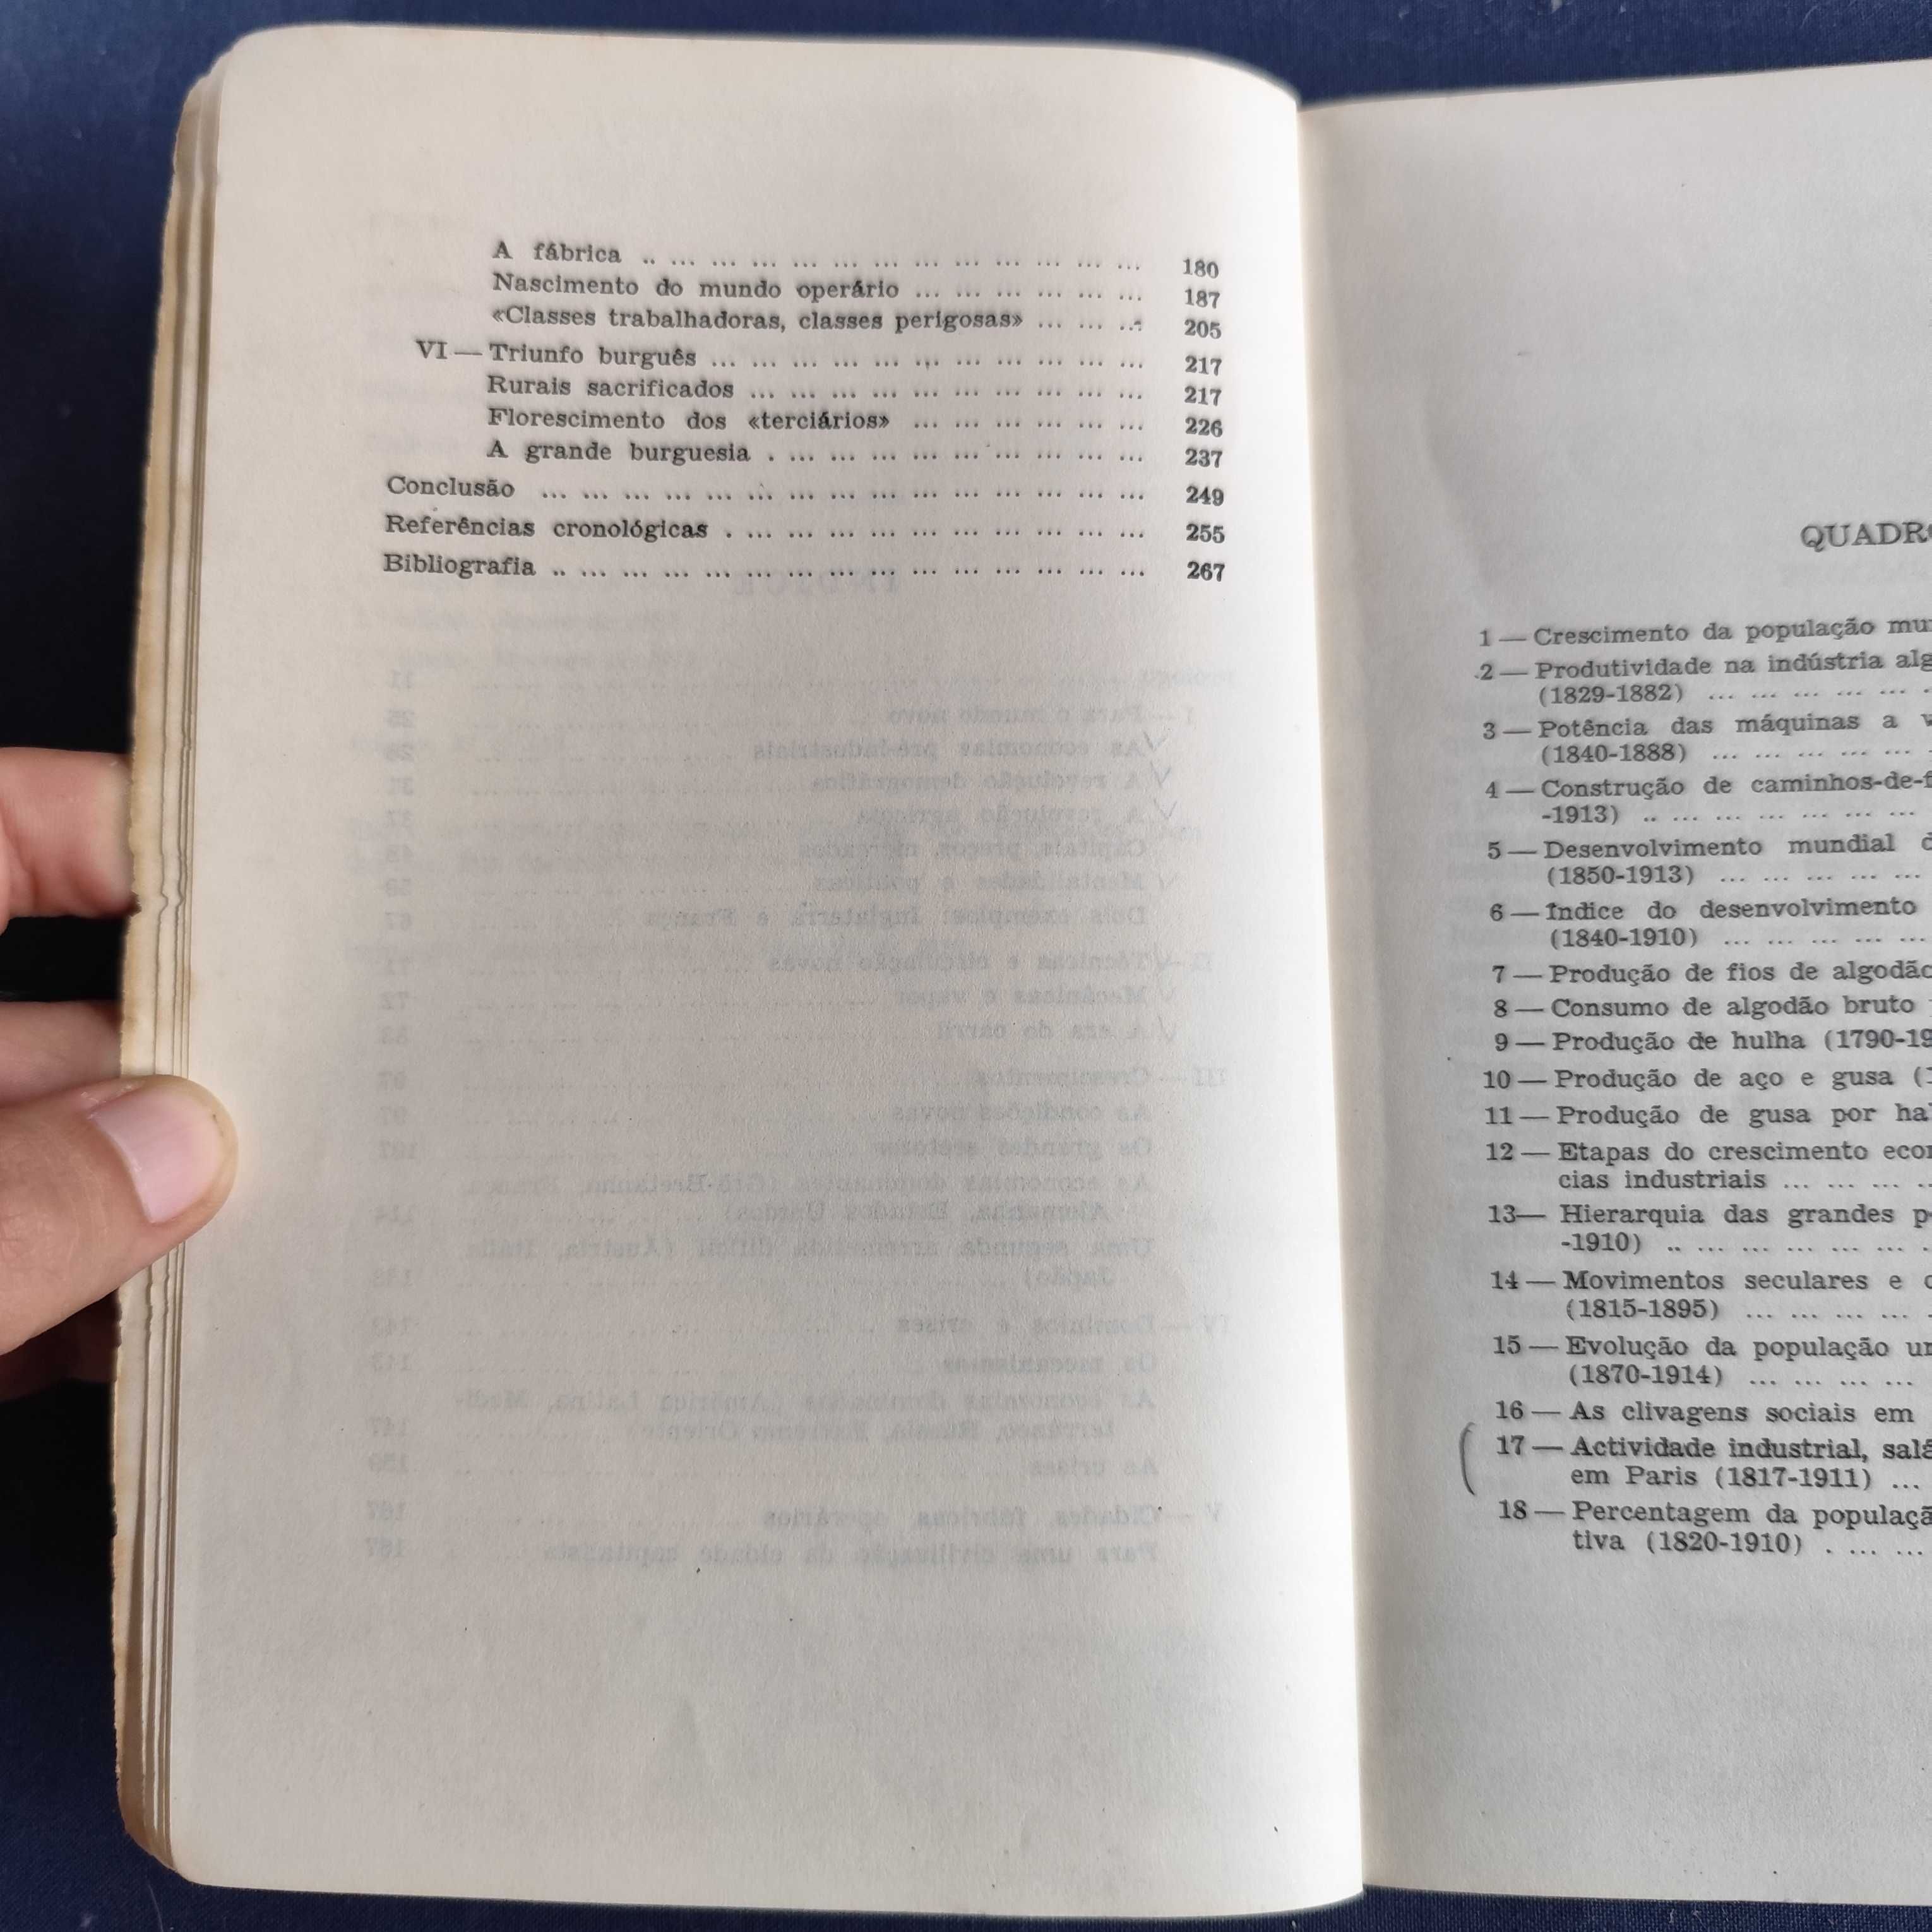 A fábrica .. ... ... ... ... ... ... ... ... ... ... ... ... 180
Nascimento do mundo operário ... ... ... ... ... ... 187
«Classes trabalhadoras, classes perigosas» ... ... ... 205
VI — Triunfo burguês ... ... ... ... ... ... ... ... ... ... ... 217
Rurais sacrificados ... ... ... ... ... ... ... ... ... ... 217
Florescimento dos «terciários» ... ... ... ... ... ... 226
A grande burguesia . ... ... ... ... ... ... ... ... ... 237
Conclusão ... ... ... ... ... ... ... ... ... ... ... ... ... ... ... 249
Referências cronológicas . ... ... ... ... ... ... ... ... ... ... 255
Bibliografia .. ... ... ... ... ... ... ... ... ... ... ... ... ... ... 267
QUADRO
1 — Crescimento da população
2 — Produtividade na indústria
(1829-1882) ... ... ... ... ...
3 — Potência das máquinas a
(1840-1888) ... ... ... ... ...
4 — Construção de caminhos-de-f
-1913) .. ... ... ... ... ... ...
5 — Desenvolvimento mundial
(1850-1913) ... ... ... ... ...
6 — Índice do desenvolvimento
(1840-1910) ... ... ... ... ...
7 — Produção de fios de algodão
8 — Consumo de algodão bruto
9 — Produção de hulha (1790-19
10 — Produção de aço e gusa (1
11 — Produção de gusa por
12 — Etapas do crescimento
cias industriais ... ... ... ..
13— Hierarquia das grandes
-1910) .. ... ... ... ... ... ...
14 — Movimentos seculares e
(1815-1895) ... ... ... ...
15 — Evolução da população
(1870-1914) ... ... ... ...
16 — As clivagens sociais em
17 — Actividade industrial, salá
em Paris (1817-1911) ...
18 — Percentagem da populaçã
tiva (1820-1910) . ... ...